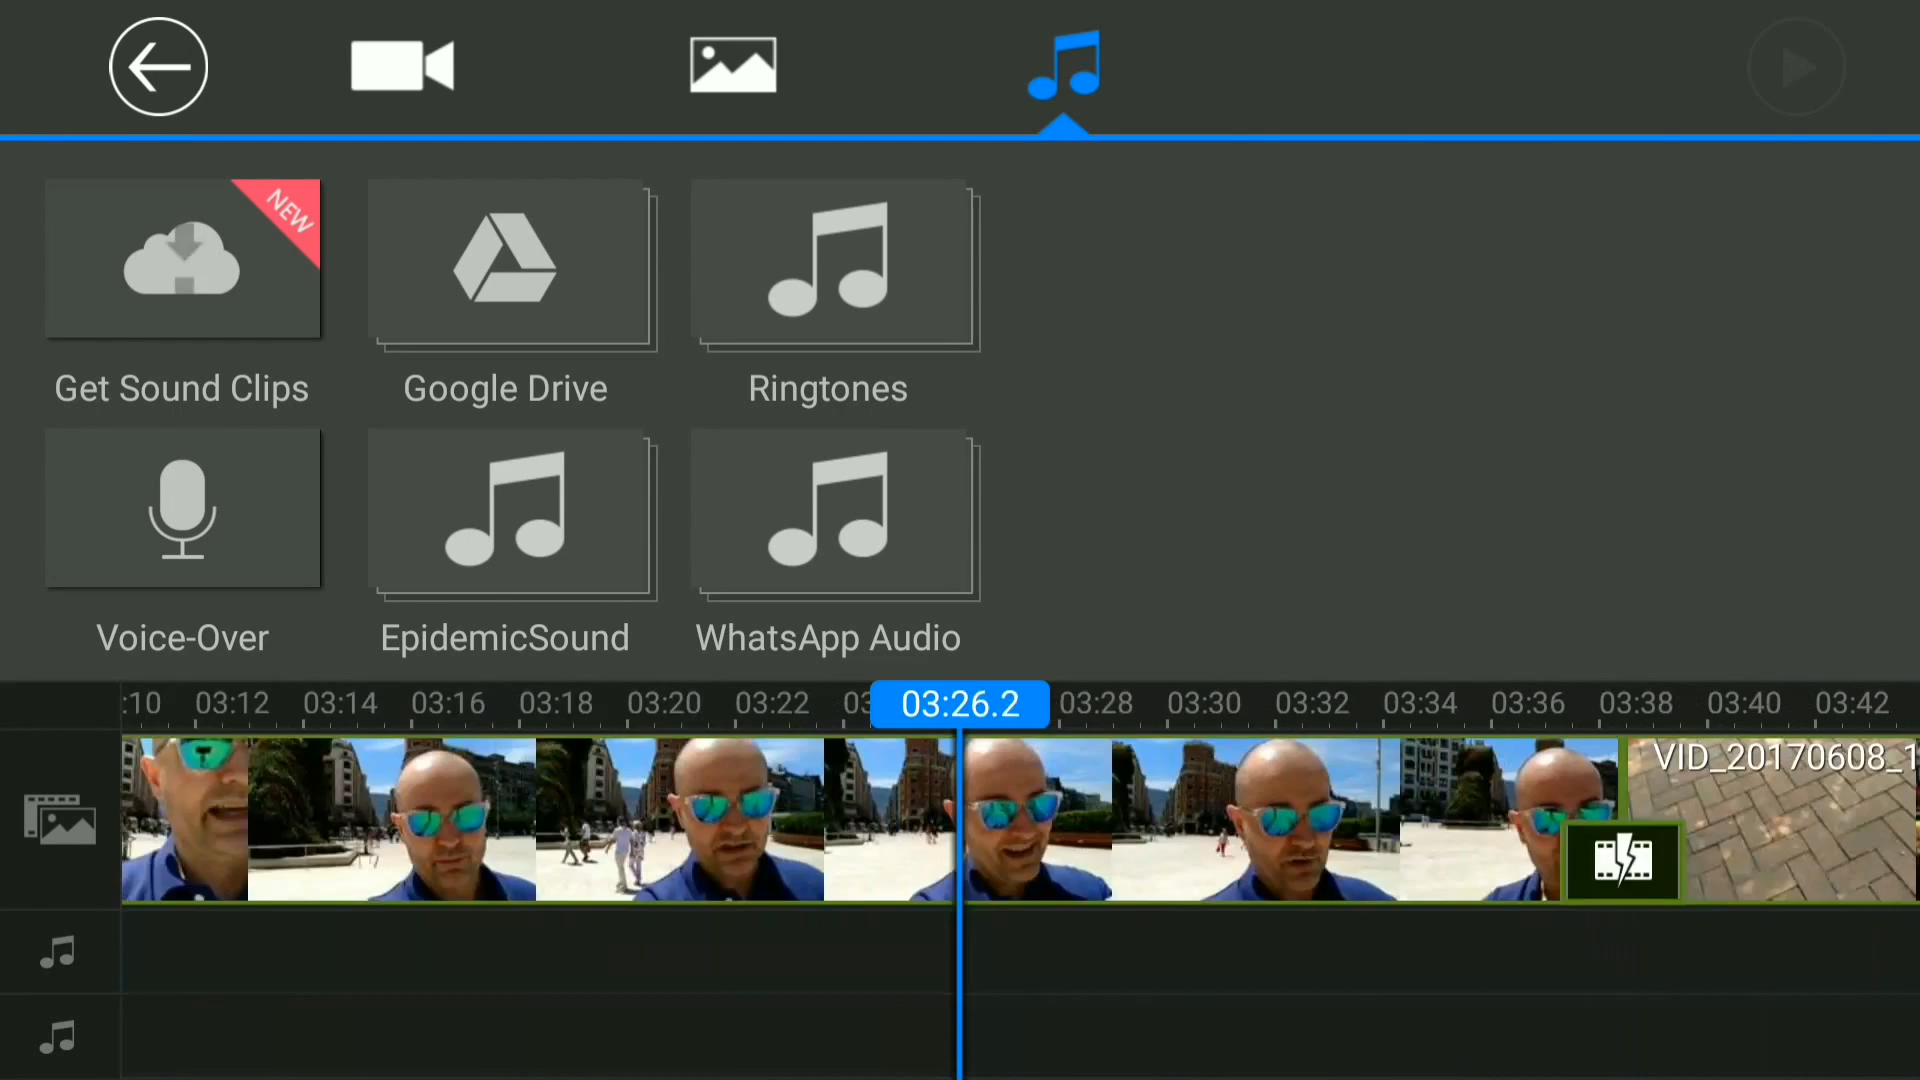 NEW
Get Sound Clips
Google Drive
Ringtones
Voice-Over
EpidemicSound
WhatsApp Audio
:10 03:12 03:14 03:16 03:18 03:20 03:22 03:26.2 03:28 03:30 03:32 03:34 03:36 03:38 03:40 03:42
VID_20170608_1